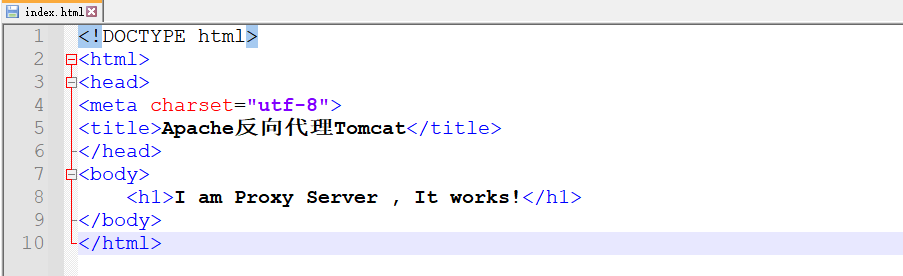 index.html
1 <!DOCTYPE html>
2 <html>
3 <head>
4 <meta charset="utf-8">
5 <title>Apache反向代理Tomcat</title>
6 </head>
7 <body>
8 <h1>I am Proxy Server , It works!</h1>
9 </body>
10 </html>